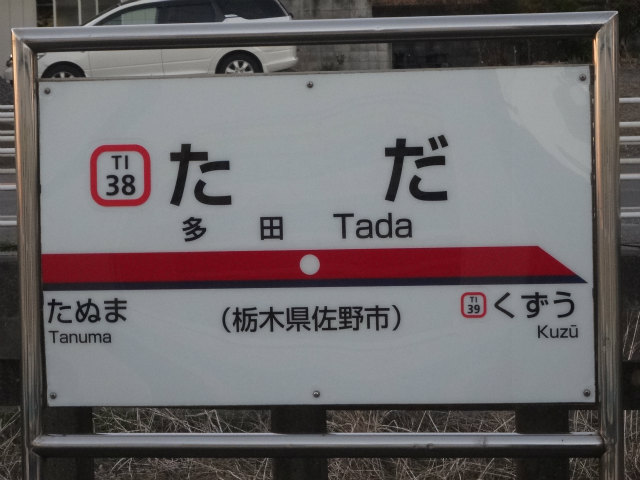 TI
38
ただ
多田 Tada
たぬま
Tanuma
(栃木県佐野市)
TI
39
くずう
Kuzū